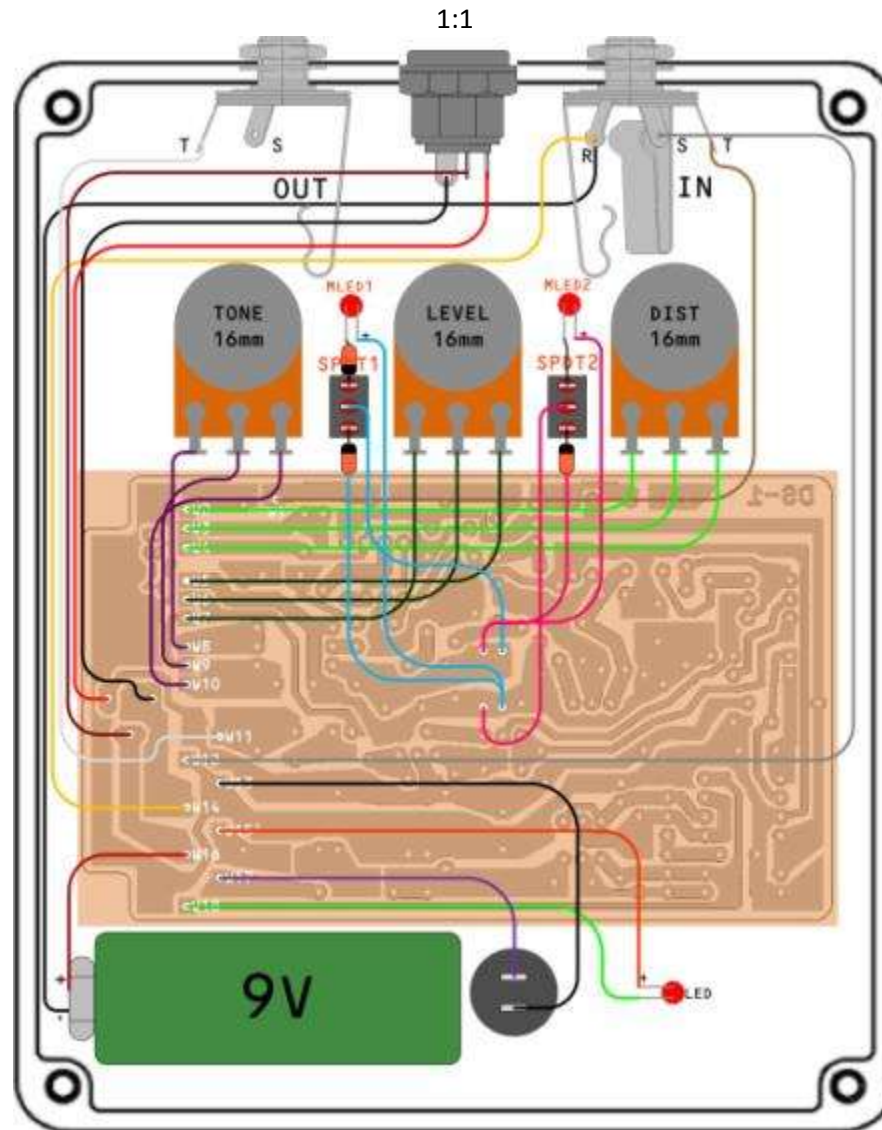 1:1
T
S
R
S
T
OUT
IN
MLED1
MLED2
TONE
16mm
LEVEL
16mm
DIST
16mm
+
+
SPDT1
SPDT2
DS-1
W8
W9
W10
W11
W14
W16
+
-
9V
+
LED